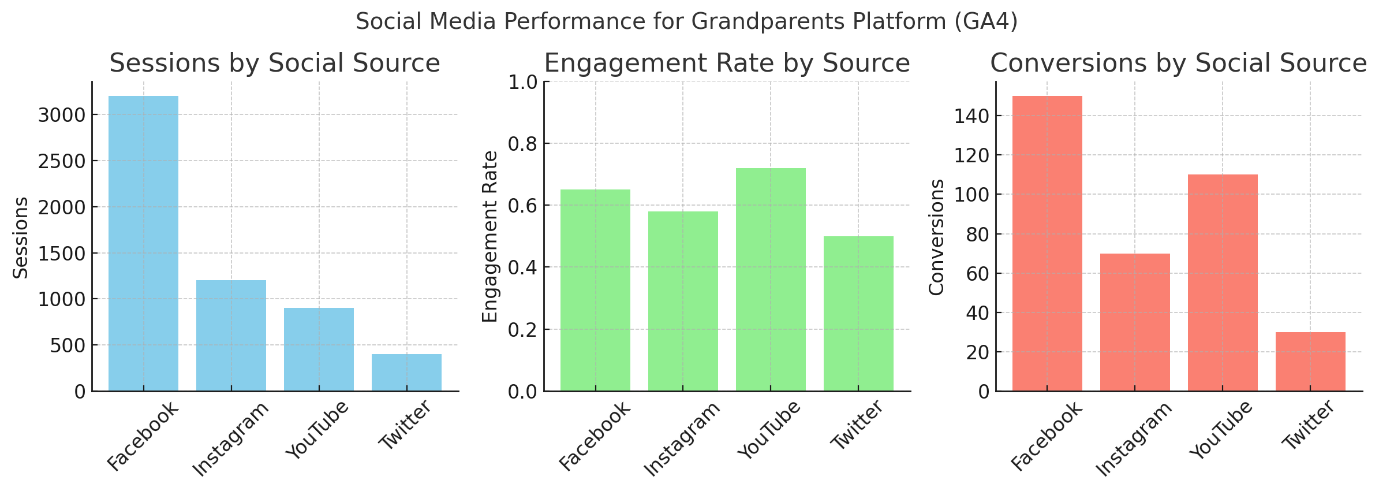 Social Media Performance for Grandparents Platform (GA4)
Sessions by Social Source
Sessions
3000
2500
2000
1500
1000
500
0
Facebook
Instagram
YouTube
Twitter
Engagement Rate by Source
Engagement Rate
1.0
0.8
0.6
0.4
0.2
0.0
Facebook
Instagram
YouTube
Twitter
Conversions by Social Source
Conversions
140
120
100
80
60
40
20
0
Facebook
Instagram
YouTube
Twitter